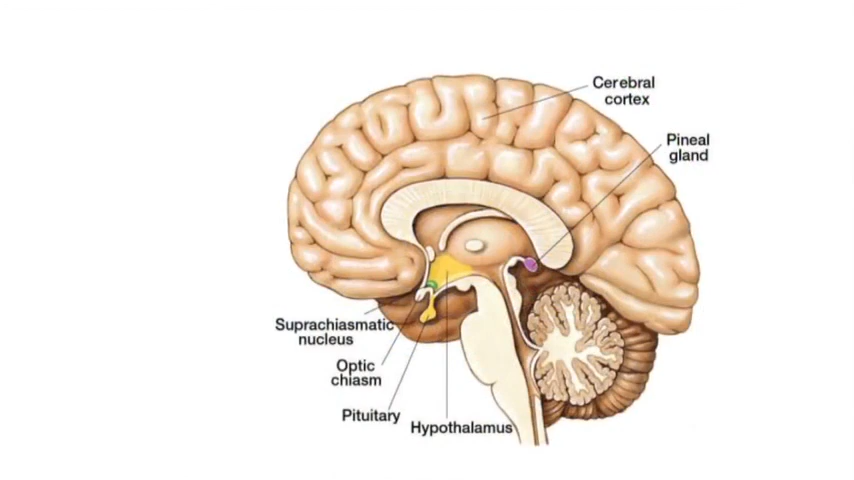 Cerebral
cortex
Pineal
gland
Suprachiasmatic
nucleus
Optic
chiasm
Pituitary
Hypothalamus